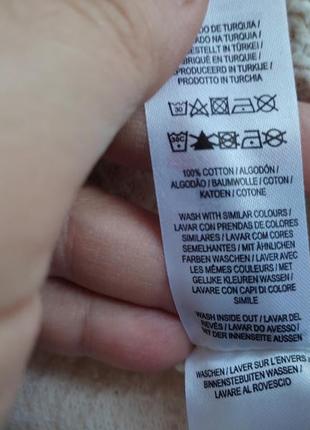 DO DE TURQUIA /
ADO NA TURQUIA /
ESTELLT IN TÜRKEI /
BRIQUÉ EN TURQUIE /
PRODUCEERD IN TURKIJE /
PRODOTTO IN TURCHIA
30
30C
100% COTTON / ALGODÓN /
ALGODÃO / BAUMWOLLE / COTON /
KATOEN / COTONE
WASH WITH SIMILAR COLOURS /
LAVAR CON PRENDAS DE COLORES
SIMILARES / LAVAR COM CORES
SEMELHANTES / MIT ÄHNLICHEN
FARBEN WASCHEN / LAVER AVEC
LES MÊMES COULEURS / MET
GELIJKE KLEUREN WASSEN /
LAVARE CON CAPI DI COLORE
SIMILE
WASH INSIDE OUT / LAVAR DEL
REVÉS / LAVAR DO AVESSO /
MIT DER INNENSEITE AUSSEN
WASCHEN / LAVER SUR L'ENVERS
BINNENSTEBUITEN WASSEN /
LAVARE AL ROVESCIO